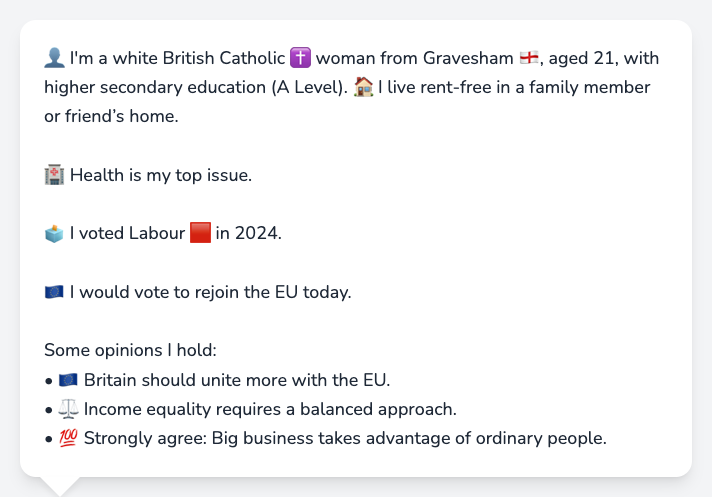 👤 I'm a white British Catholic ✝️ woman from Gravesham 🏴󠁧󠁢󠁥󠁮󠁧󠁿, aged 21, with
higher secondary education (A Level). 🏠 I live rent-free in a family member
or friend’s home.
🏥 Health is my top issue.
🗳️ I voted Labour 🟥 in 2024.
🇪🇺 I would vote to rejoin the EU today.
Some opinions I hold:
• 🇪🇺 Britain should unite more with the EU.
• ⚖️ Income equality requires a balanced approach.
• 💯 Strongly agree: Big business takes advantage of ordinary people.